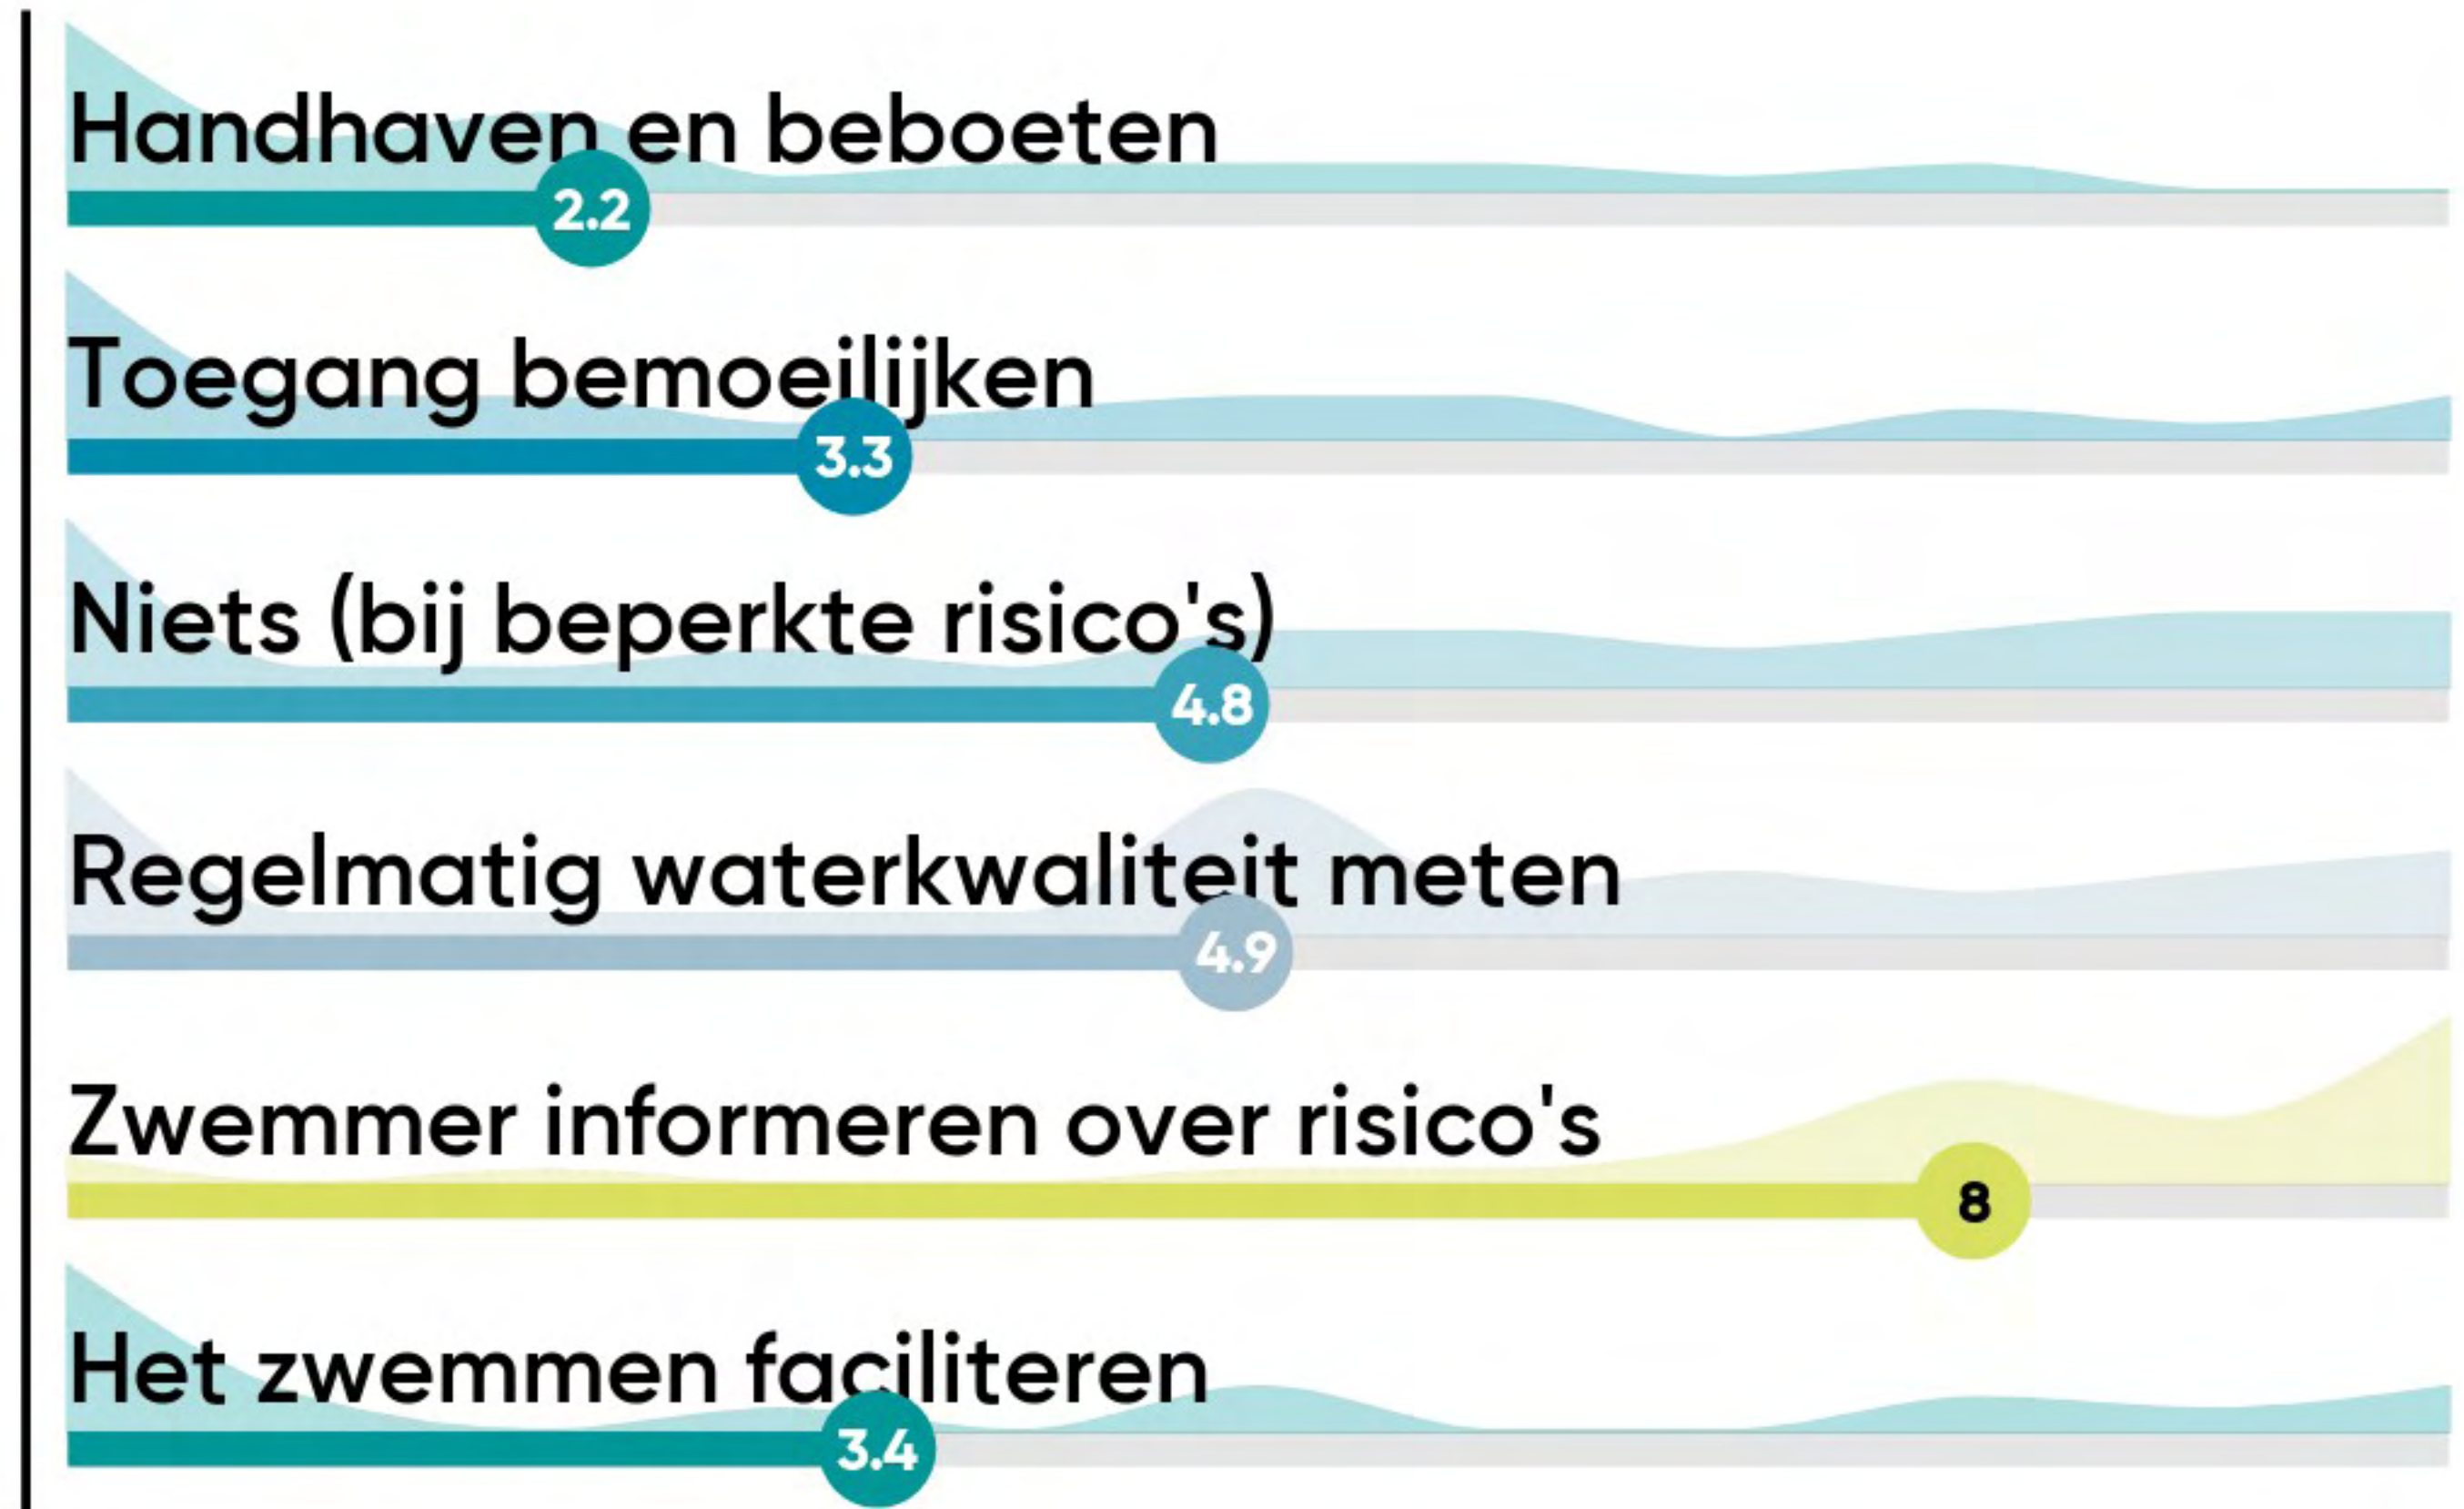 Handhaven en beboeten
2.2
Toegang bemoeilijken
3.3
Niets (bij beperkte risico's)
4.8
Regelmatig waterkwaliteit meten
4.9
Zwemmer informeren over risico's
8
Het zwemmen faciliteren
3.4